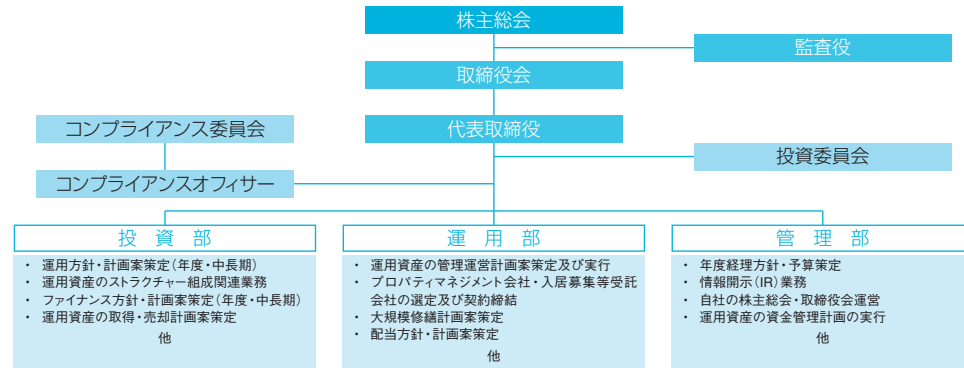 株主総会
監査役
取締役会
コンプライアンス委員会
代表取締役
投資委員会
コンプライアンスオフィサー
投資部
・ 運用方針・計画案策定(年度・中長期)
・ 運用資産のストラクチャー組成関連業務
・ ファイナンス方針・計画案策定(年度・中長期)
・ 運用資産の取得・売却計画案策定
他
運用部
・ 運用資産の管理運営計画案策定及び実行
・ プロパティマネジメント会社・入居募集等受託
会社の選定及び契約締結
・ 大規模修繕計画案策定
・ 配当方針・計画案策定
他
管理部
・ 年度経理方針・予算策定
・ 情報開示(IR)業務
・ 自社の株主総会・取締役会運営
・ 運用資産の資金管理計画の実行
他